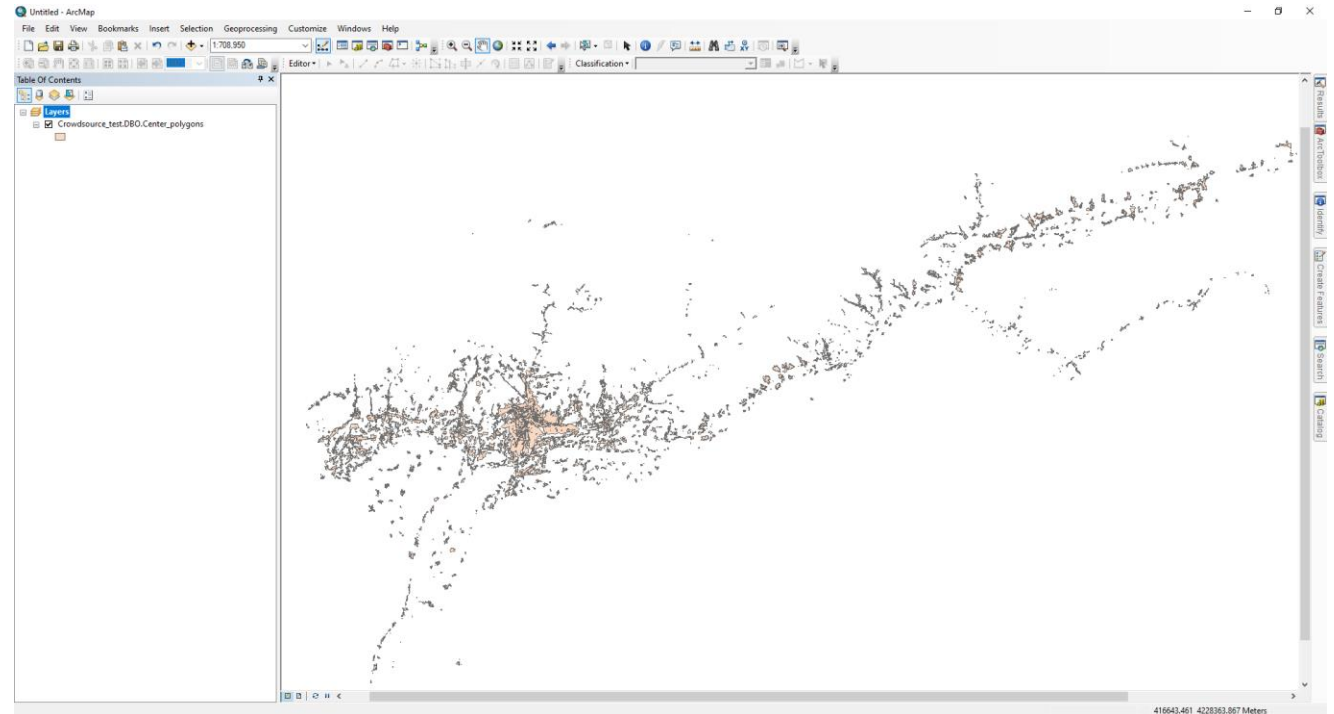 Untitled - ArcMap
File Edit View Bookmarks Insert Selection Geoprocessing Customize Windows Help
1:708,950
Editor Classification
Table Of Contents
Layers
Crowdsource_test.DBO.Center_polygons
Results
ArcToolbox
Identify
Create Features
Search
Catalog
416643.461 4228363.867 Meters